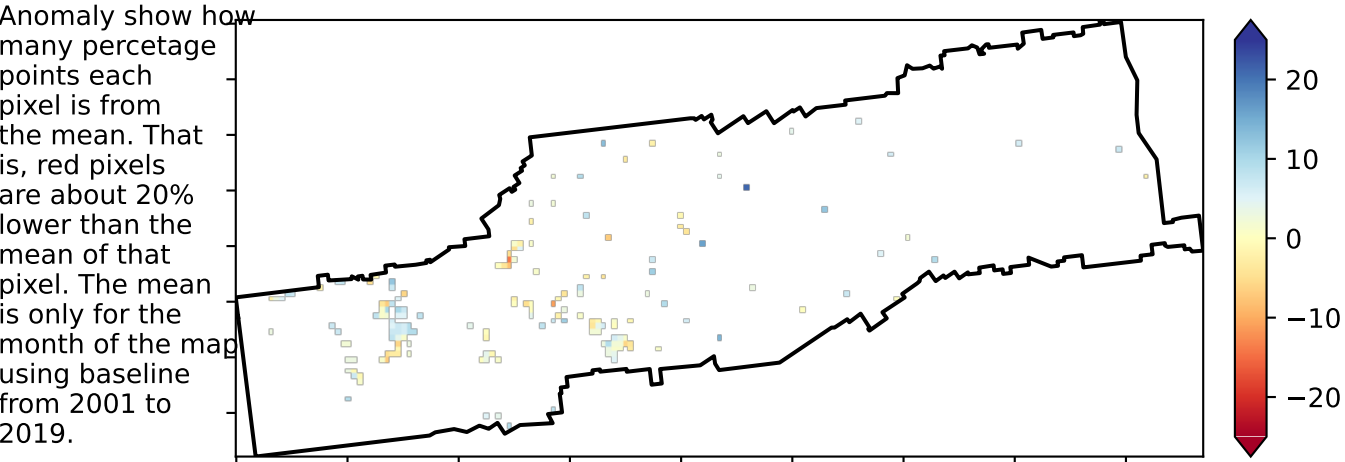 Anomaly show how
many percetage
points each
pixel is from
the mean. That
is, red pixels
are about 20%
lower than the
mean of that
pixel. The mean
is only for the
month of the map
using baseline
from 2001 to
2019.
20
10
0
−10
−20